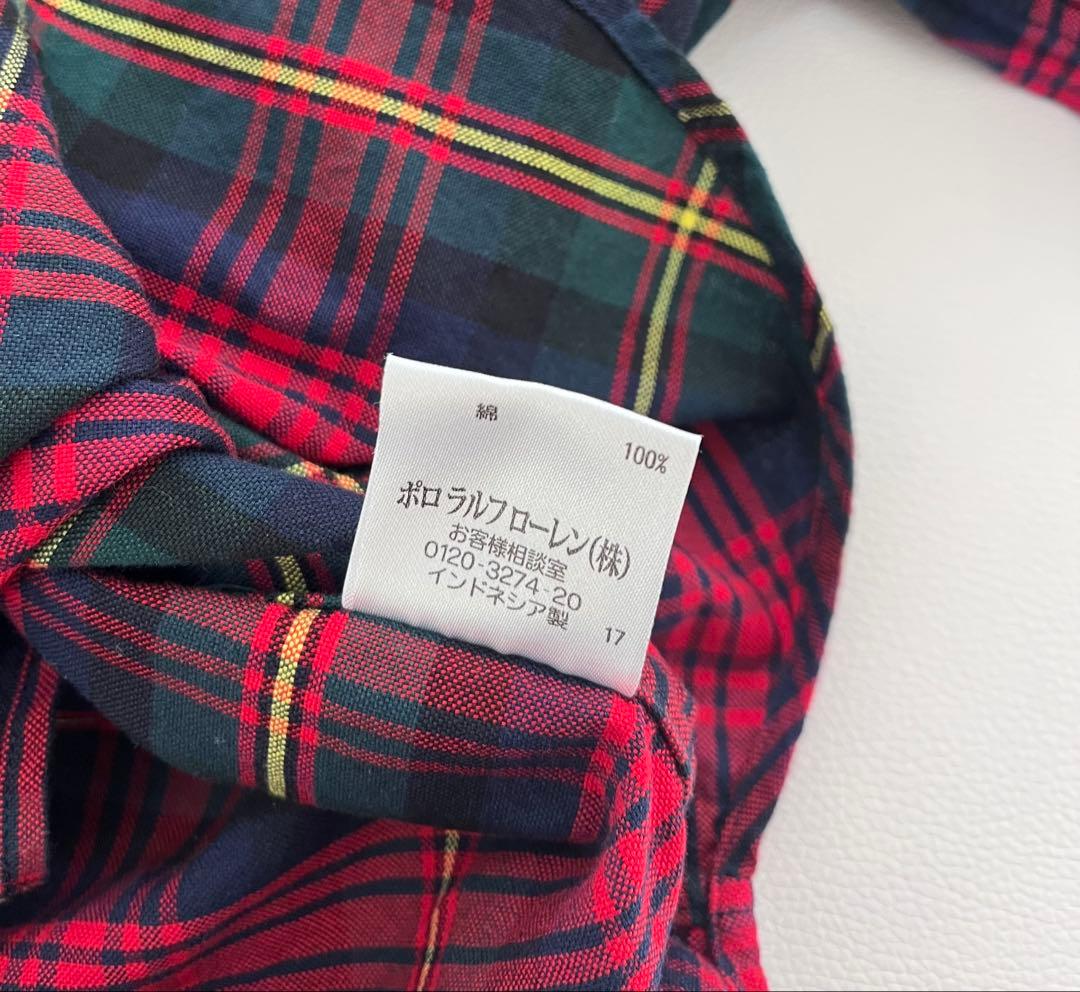 綿
100%
ポロ ラルフ ローレン(株)
お客様相談室
0120-3274-20
インドネシア製
17